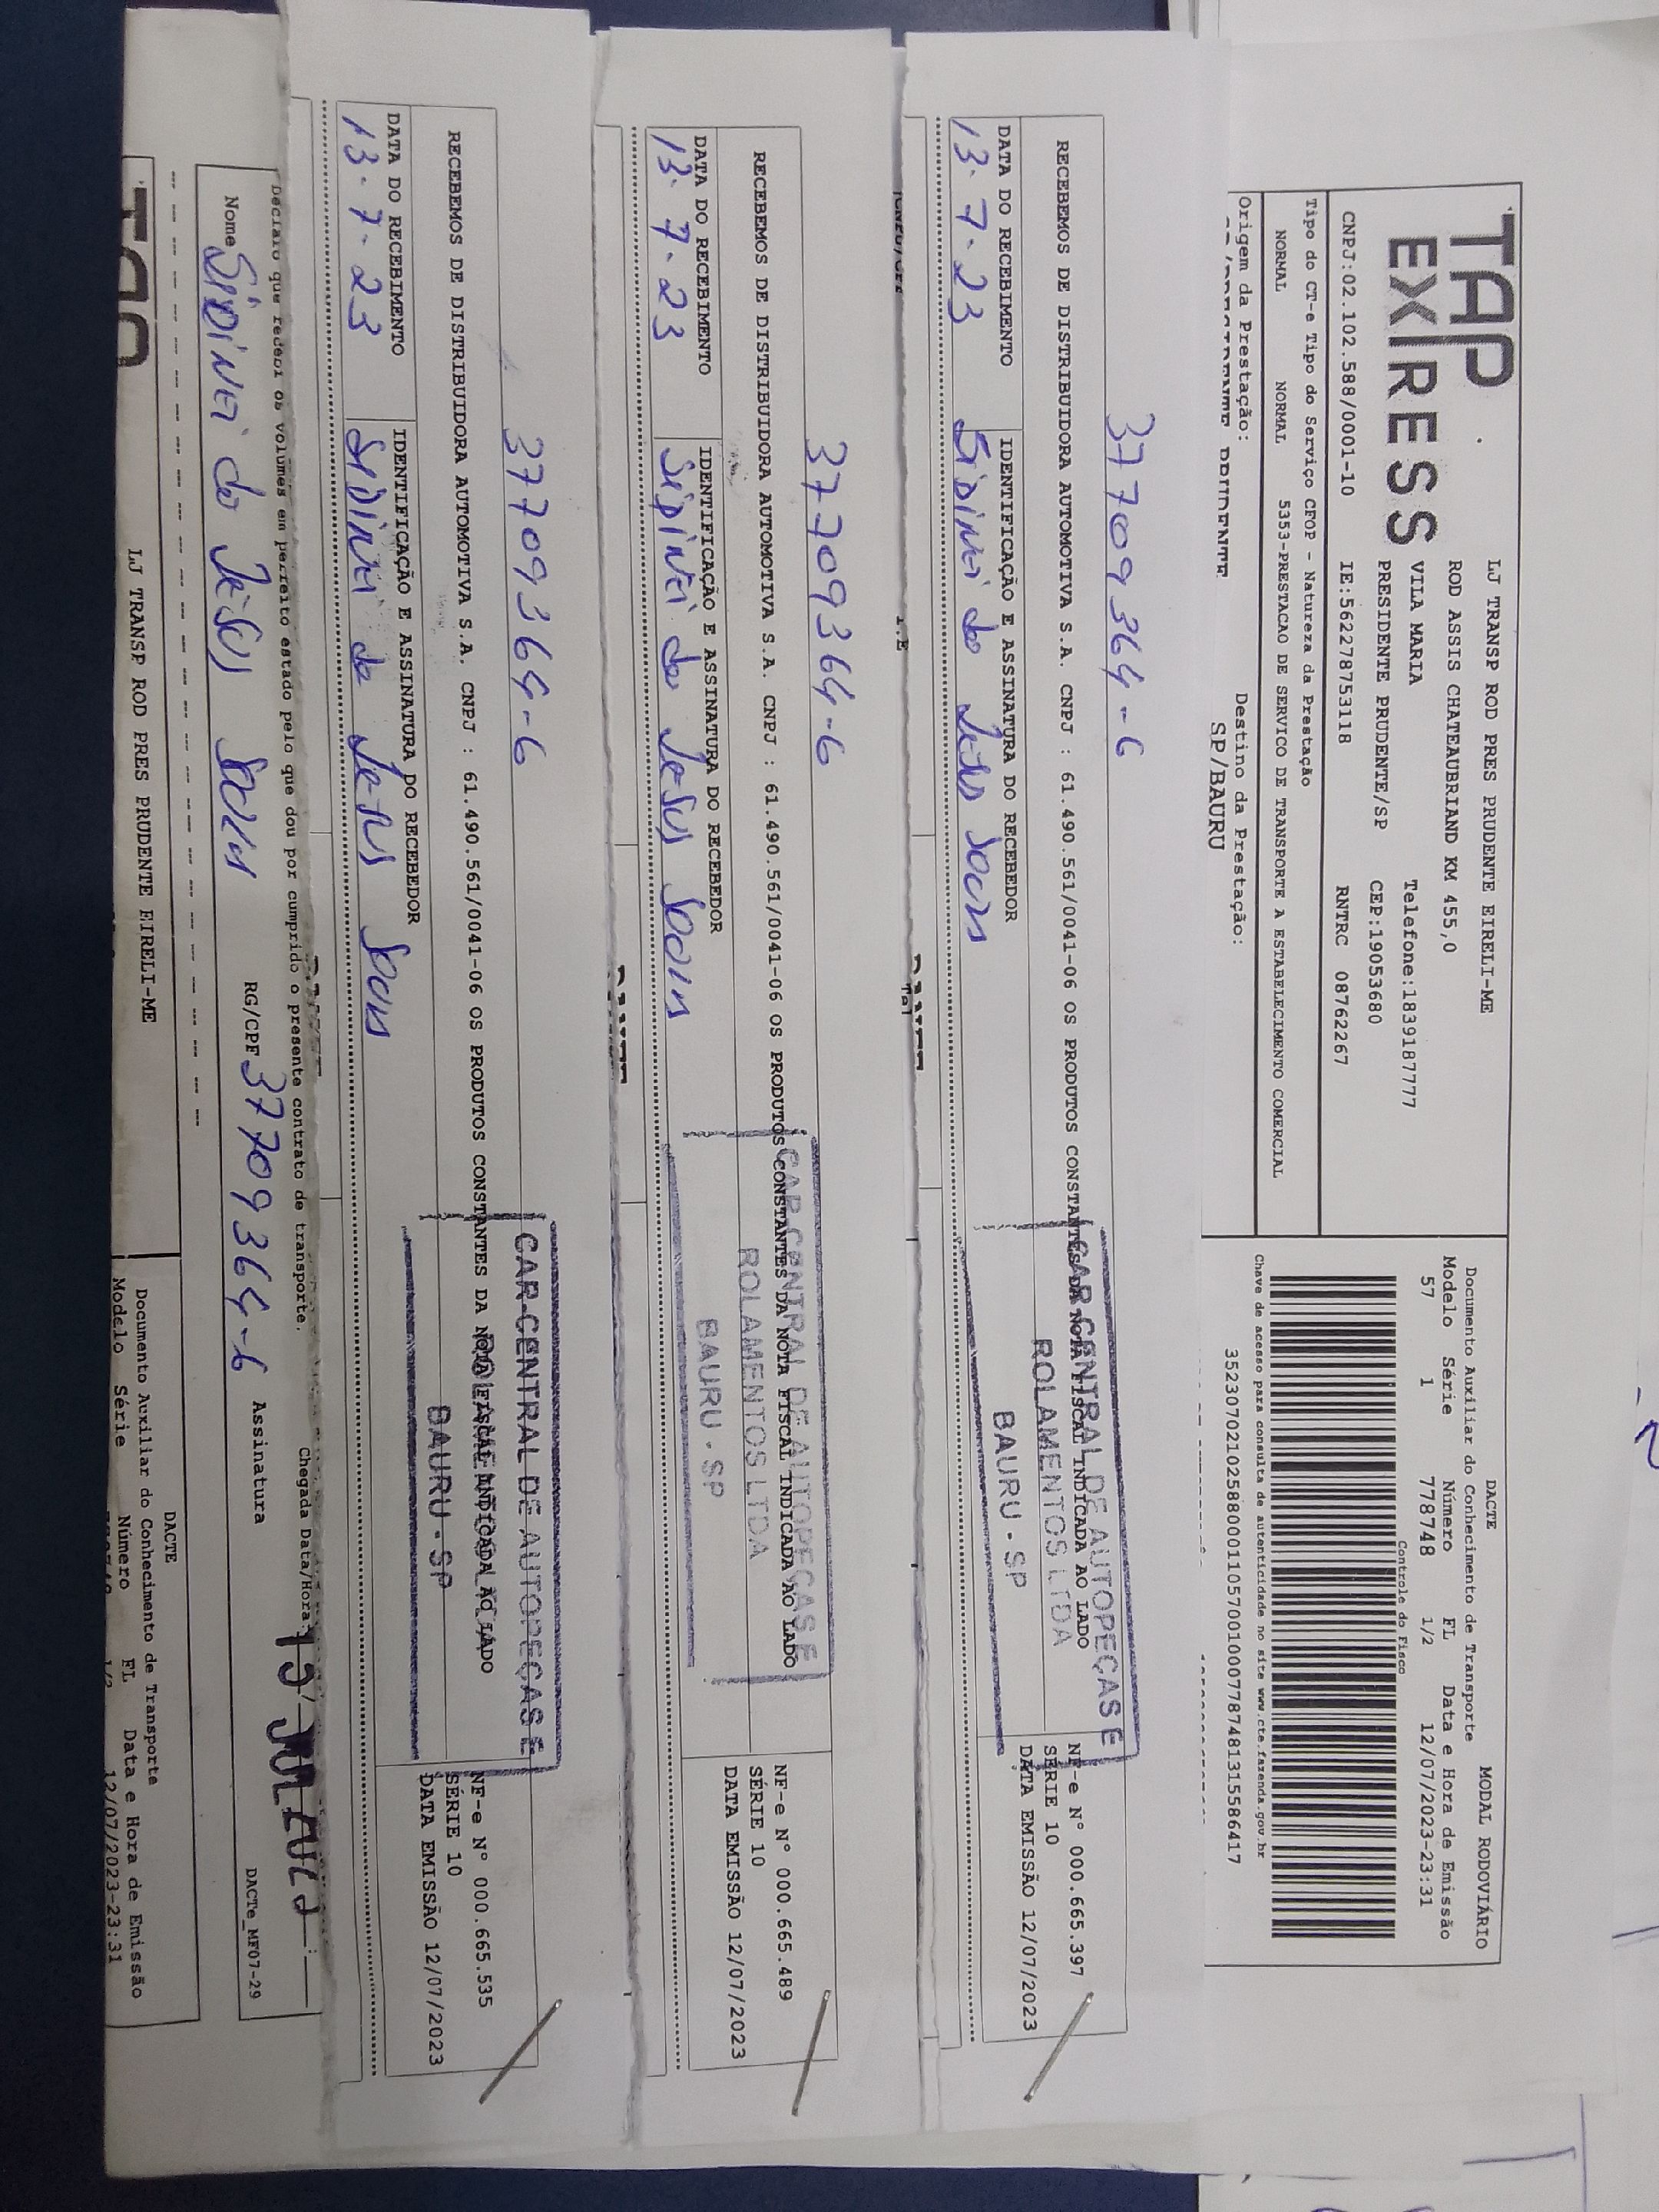 TAP
EXPRESS
LJ TRANSP ROD PRES PRUDENTE EIRELI-ME
ROD ASSIS CHATEAUBRIAND KM 455,0
VILA MARIA Telefone:1839187777
PRESIDENTE PRUDENTE/SP CEP:19053680
CNPJ:02.102.588/0001-10 IE:562278753118 RNTRC 08762267
Tipo do CT-e Tipo do Serviço CFOP - Natureza da Prestação
NORMAL NORMAL 5353-PRESTACAO DE SERVICO DE TRANSPORTE A ESTABELECIMENTO COMERCIAL
Origem da Prestação: Destino da Prestação:
PRUDENTE SP/BAURU
DACTE MODAL RODOVIÁRIO
Documento Auxiliar do Conhecimento de Transporte
Modelo Série Número FL Data e Hora de Emissão
57 1 778748 1/2 12/07/2023-23:31
Controle do Fisco
Chave de acesso para consulta de autenticidade no site www.cte.fazenda.gov.br
35230702102588000110570010007787481315586417
37709364-6
RECEBEMOS DE DISTRIBUIDORA AUTOMOTIVA S.A. CNPJ : 61.490.561/0041-06 OS PRODUTOS CONSTANTES DA NOTA FISCAL INDICADA AO LADO
CAR-CENTRAL DE AUTOPEÇAS E
ROLAMENTOS LTDA
BAURU - SP
NF-e N° 000.665.397
SÉRIE 10
DATA EMISSÃO 12/07/2023
DATA DO RECEBIMENTO IDENTIFICAÇÃO E ASSINATURA DO RECEBEDOR
13.7.23 Sidinei de Jesus
37709364-6
RECEBEMOS DE DISTRIBUIDORA AUTOMOTIVA S.A. CNPJ : 61.490.561/0041-06 OS PRODUTOS CONSTANTES DA NOTA FISCAL INDICADA AO LADO
CAR-CENTRAL DE AUTOPEÇAS E
ROLAMENTOS LTDA
BAURU - SP
NF-e N° 000.665.489
SÉRIE 10
DATA EMISSÃO 12/07/2023
DATA DO RECEBIMENTO IDENTIFICAÇÃO E ASSINATURA DO RECEBEDOR
13.7.23 Sidinei de Jesus
37709364-6
RECEBEMOS DE DISTRIBUIDORA AUTOMOTIVA S.A. CNPJ : 61.490.561/0041-06 OS PRODUTOS CONSTANTES DA NOTA FISCAL INDICADA AO LADO
CAR-CENTRAL DE AUTOPEÇAS E
ROLAMENTOS LTDA
BAURU - SP
NF-e N° 000.665.535
SÉRIE 10
DATA EMISSÃO 12/07/2023
DATA DO RECEBIMENTO IDENTIFICAÇÃO E ASSINATURA DO RECEBEDOR
13.7.23 Sidinei de Jesus
Declaro que recebi os volumes em perfeito estado pelo que dou por cumprido o presente contrato de transporte. Chegada Data/Hora:
Nome Sidinei de Jesus RG/CPF 37709364-6 Assinatura
DACTe_MF07-29
LJ TRANSP ROD PRES PRUDENTE EIRELI-ME
DACTE
Documento Auxiliar do Conhecimento de Transporte
Modelo Série Número FL Data e Hora de Emissão
12/07/2023-23:31